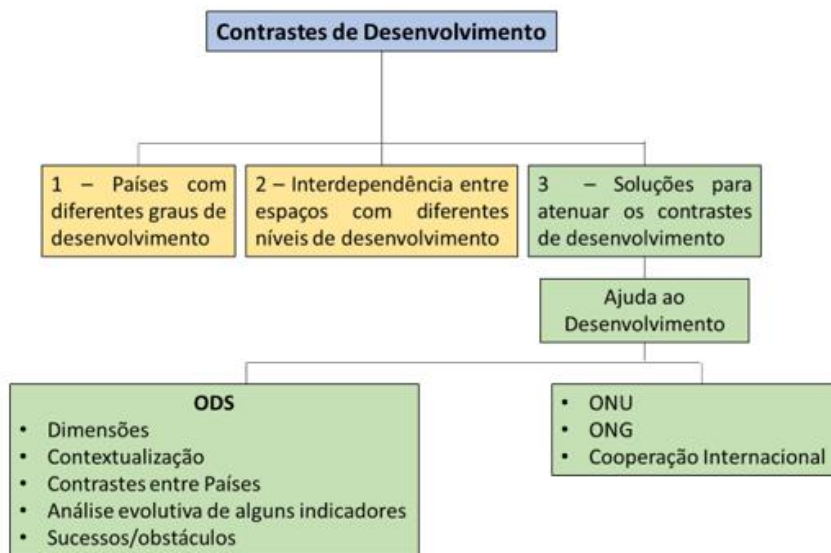 Contrastes de Desenvolvimento
1 – Países com
diferentes graus de
desenvolvimento
2 – Interdependência entre
espaços com diferentes
níveis de desenvolvimento
3 – Soluções para
atenuar os contrastes
de desenvolvimento
Ajuda ao
Desenvolvimento
ODS
• Dimensões
• Contextualização
• Contrastes entre Países
• Análise evolutiva de alguns indicadores
• Sucessos/obstáculos
• ONU
• ONG
• Cooperação Internacional